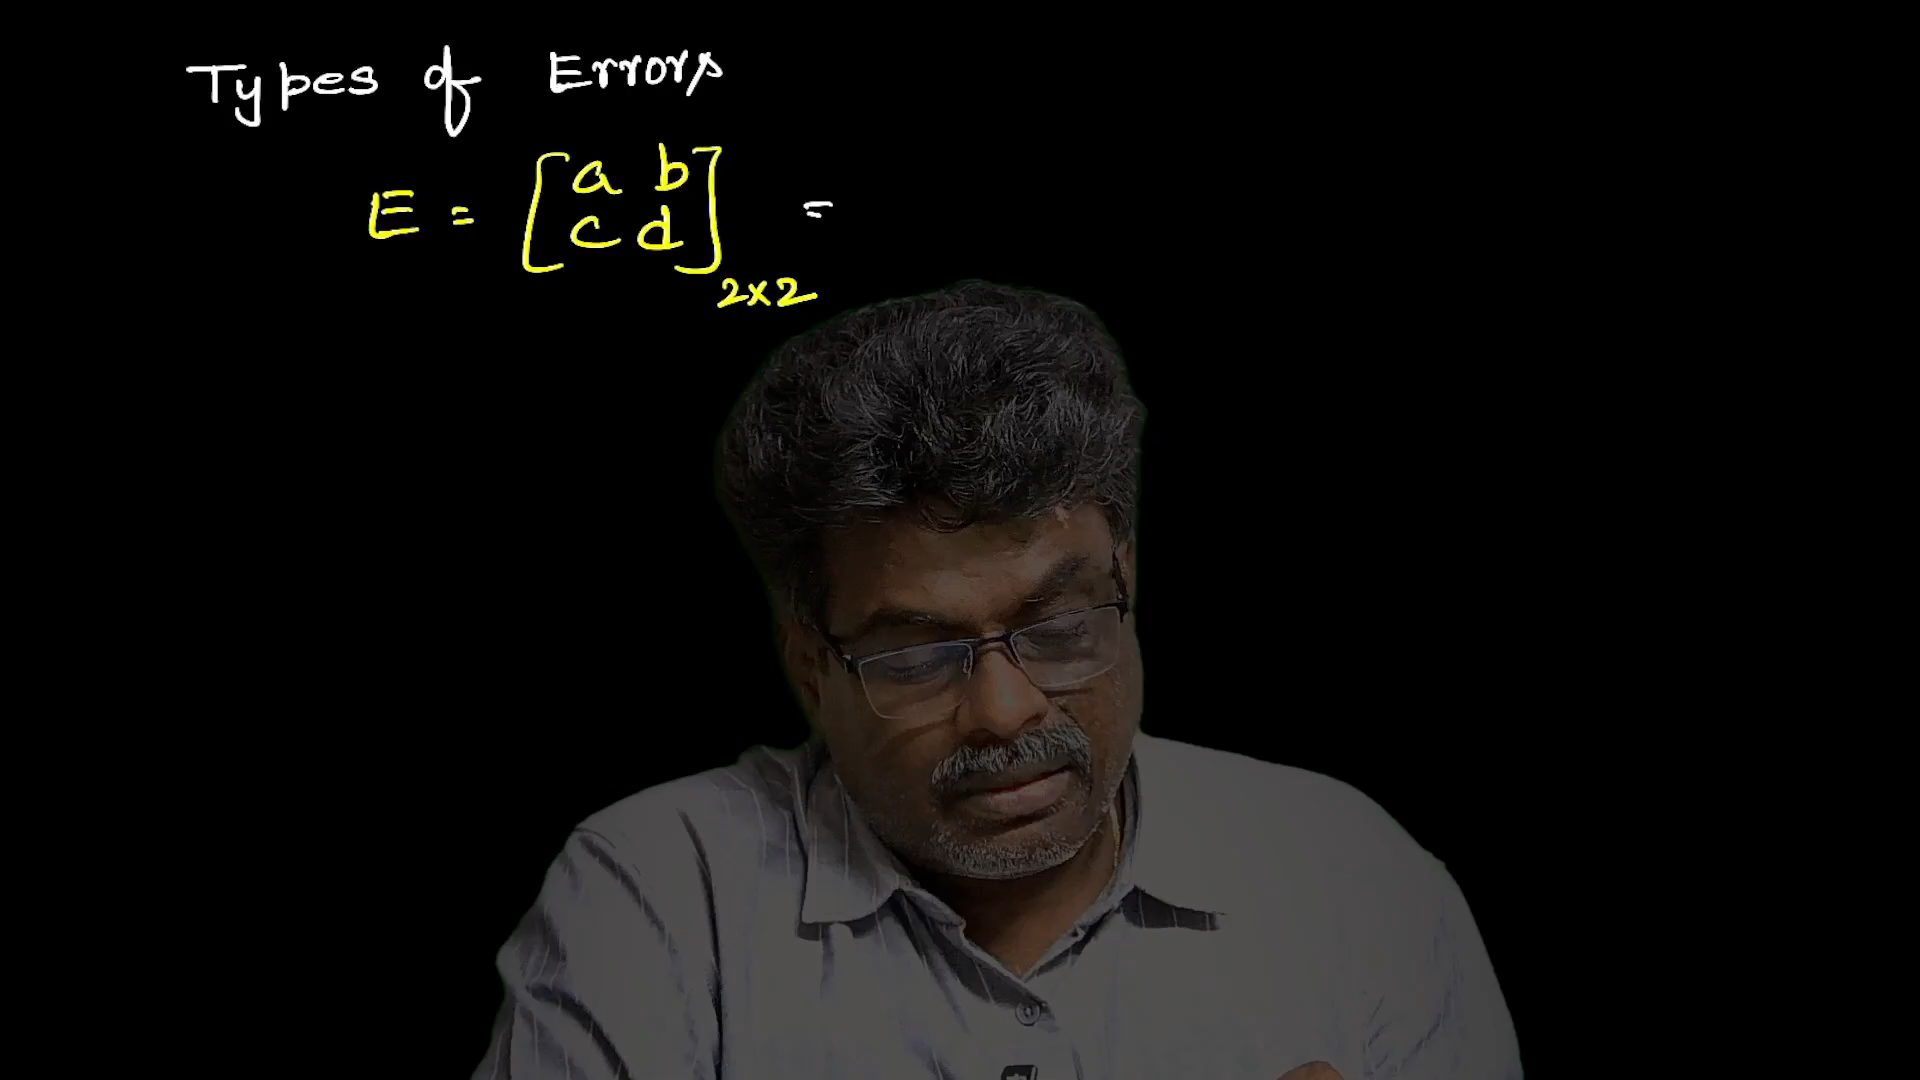 Types of Errors
E = [a b
c d]2x2 =